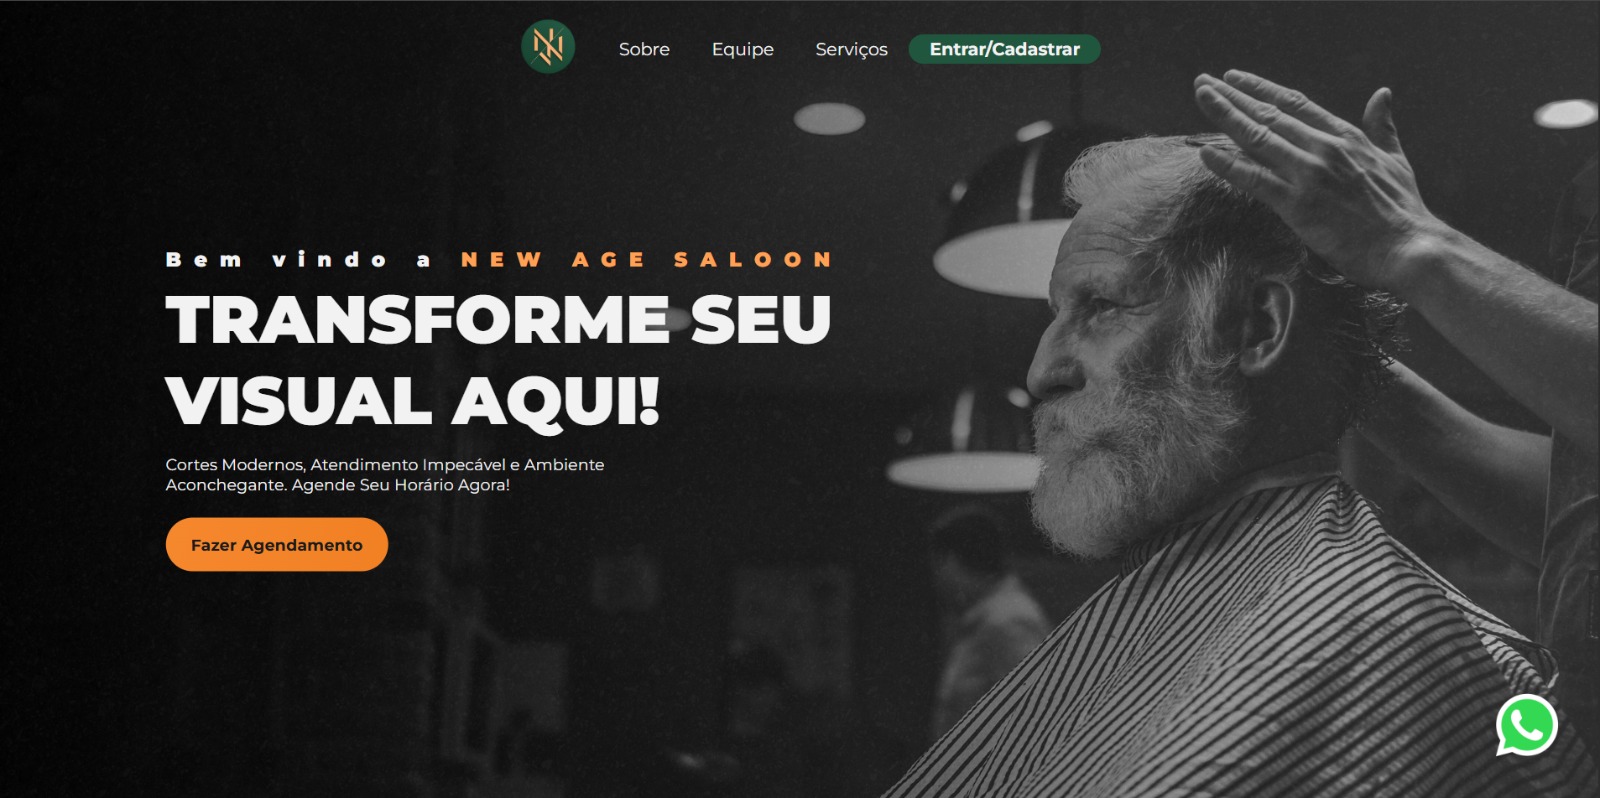 Sobre Equipe Serviços Entrar/Cadastrar
Bem vindo a NEW AGE SALOON
TRANSFORME SEU
VISUAL AQUI!
Cortes Modernos, Atendimento Impecável e Ambiente
Aconchegante. Agende Seu Horário Agora!
Fazer Agendamento